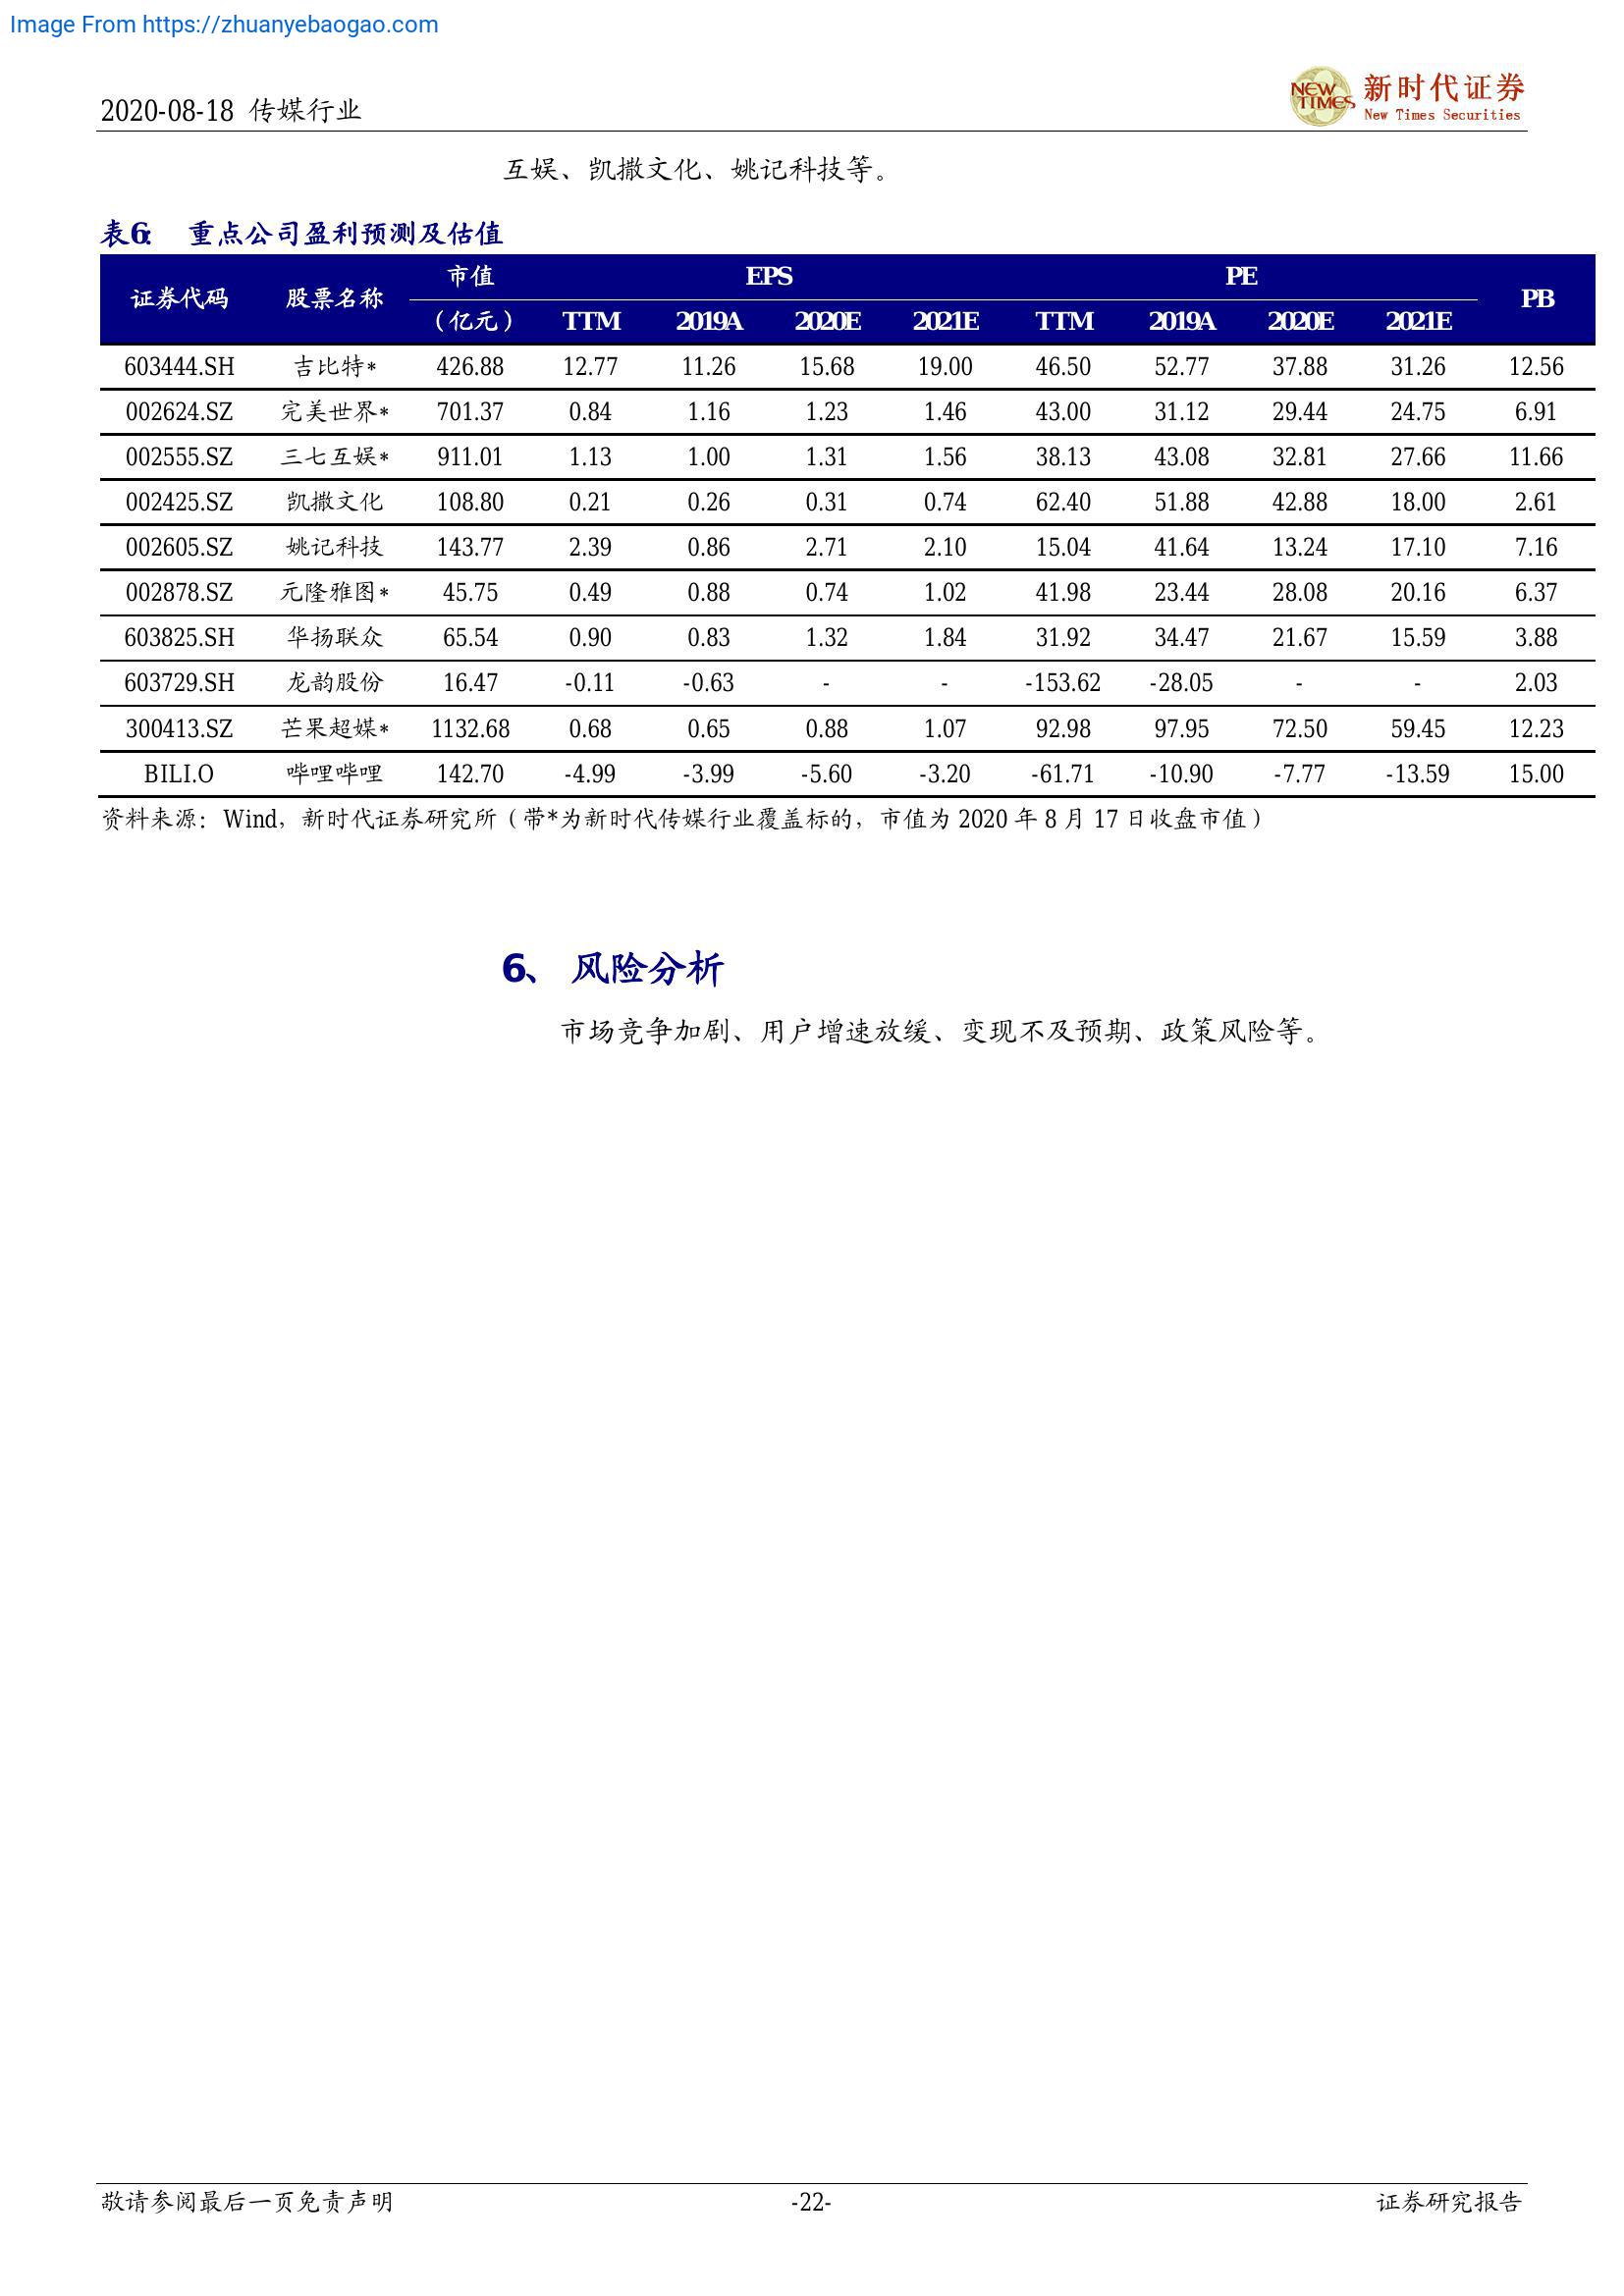 Image From https://zhuanyebaogao.com
2020-08-18 传媒行业
NEW TIMES
新时代证券
New Times Securities
互娱、凯撒文化、姚记科技等。
表6: 重点公司盈利预测及估值
证券代码 股票名称 市值 EPS PE PB
（亿元） TTM 2019A 2020E 2021E TTM 2019A 2020E 2021E
603444.SH 吉比特* 426.88 12.77 11.26 15.68 19.00 46.50 52.77 37.88 31.26 12.56
002624.SZ 完美世界* 701.37 0.84 1.16 1.23 1.46 43.00 31.12 29.44 24.75 6.91
002555.SZ 三七互娱* 911.01 1.13 1.00 1.31 1.56 38.13 43.08 32.81 27.66 11.66
002425.SZ 凯撒文化 108.80 0.21 0.26 0.31 0.74 62.40 51.88 42.88 18.00 2.61
002605.SZ 姚记科技 143.77 2.39 0.86 2.71 2.10 15.04 41.64 13.24 17.10 7.16
002878.SZ 元隆雅图* 45.75 0.49 0.88 0.74 1.02 41.98 23.44 28.08 20.16 6.37
603825.SH 华扬联众 65.54 0.90 0.83 1.32 1.84 31.92 34.47 21.67 15.59 3.88
603729.SH 龙韵股份 16.47 -0.11 -0.63 - - -153.62 -28.05 - - 2.03
300413.SZ 芒果超媒* 1132.68 0.68 0.65 0.88 1.07 92.98 97.95 72.50 59.45 12.23
BILI.O 哔哩哔哩 142.70 -4.99 -3.99 -5.60 -3.20 -61.71 -10.90 -7.77 -13.59 15.00
资料来源：Wind，新时代证券研究所（带*为新时代传媒行业覆盖标的，市值为 2020 年 8 月 17 日收盘市值）
6、 风险分析
市场竞争加剧、用户增速放缓、变现不及预期、政策风险等。
敬请参阅最后一页免责声明 -22- 证券研究报告